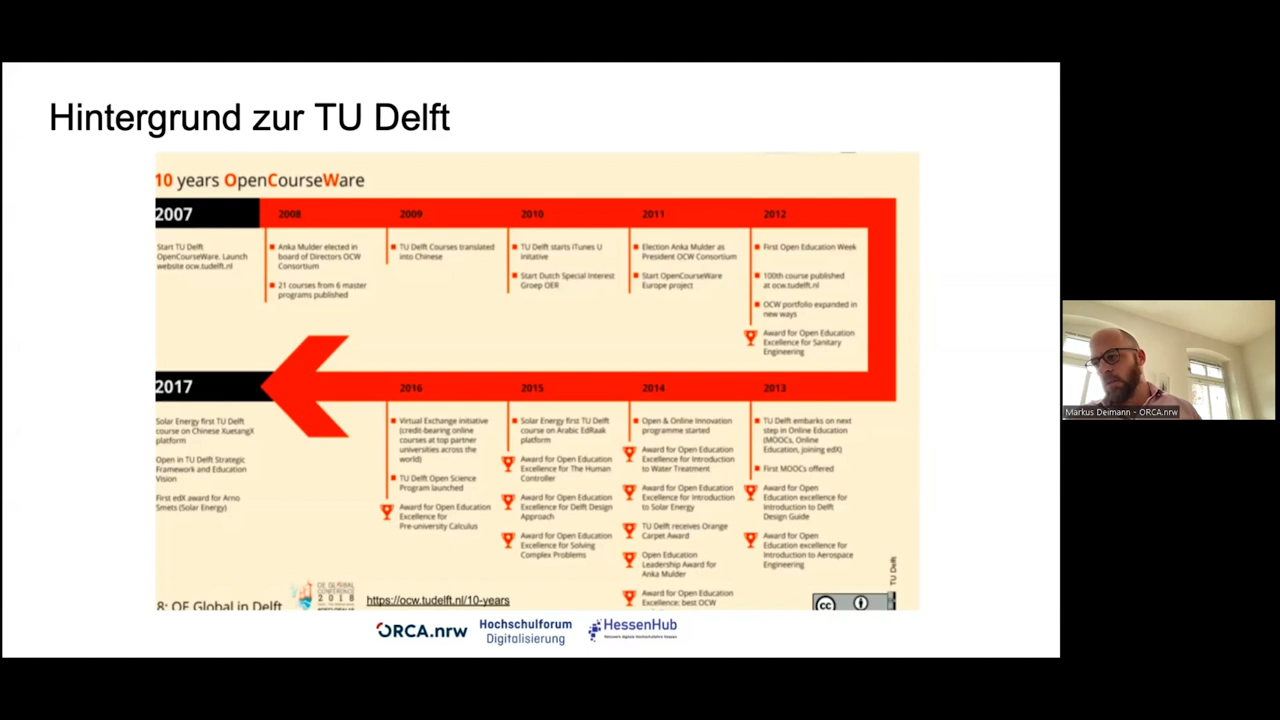 Hintergrund zur TU Delft
10 years OpenCourseWare
2007
2008
2009
2010
2011
2012
Start TU Delft
OpenCourseWare. Launch
website ocw.tudelft.nl
Anka Mulder elected in
board of Directors OCW
Consortium
21 courses from 6 master
programs published
TU Delft Courses translated
into Chinese
TU Delft starts iTunes U
initative
Start Dutch Special Interest
Groep OER
Election Anka Mulder as
President OCW Consortium
Start OpenCourseWare
Europe project
First Open Education Week
100th course published
at ocw.tudelft.nl
OCW portfolio expanded in
new ways
Award for Open Education
Excellence for Sanitary
Engineering
2017
2016
2015
2014
2013
Solar Energy first TU Delft
course on Chinese XuetangX
platform
Open in TU Delft Strategic
Framework and Education
Vision
First edX award for Arno
Smets (Solar Energy)
Virtual Exchange initiative
(credit-bearing online
courses at top partner
universities across the
world)
TU Delft Open Science
Program launched
Award for Open Education
Excellence for
Pre-university Calculus
Solar Energy first TU Delft
course on Arabic EdRaak
platform
Award for Open Education
Excellence for The Human
Controller
Award for Open Education
Excellence for Delft Design
Approach
Award for Open Education
Excellence for Solving
Complex Problems
Open & Online Innovation
programme started
Award for Open Education
Excellence for Introduction
to Water Treatment
Award for Open Education
Excellence for Introduction
to Solar Energy
TU Delft receives Orange
Carpet Award
Open Education
Leadership Award for
Anka Mulder
Award for Open Education
Excellence: best OCW
TU Delft embarks on next
step in Online Education
(MOOCs, Online
Education, joining edX)
First MOOCs offered
Award for Open
Education excellence for
Introduction to Delft
Design Guide
Award for Open
Education excellence for
Introduction to Aerospace
Engineering
TU Delft
8: OE Global in Delft
OE GLOBAL
CONFERENCE
2018
https://ocw.tudelft.nl/10-years
cc
ORCA.nrw
Hochschulforum
Digitalisierung
HessenHub
Netzwerk digitale Hochschullehre Hessen
Markus Deimann - ORCA.nrw